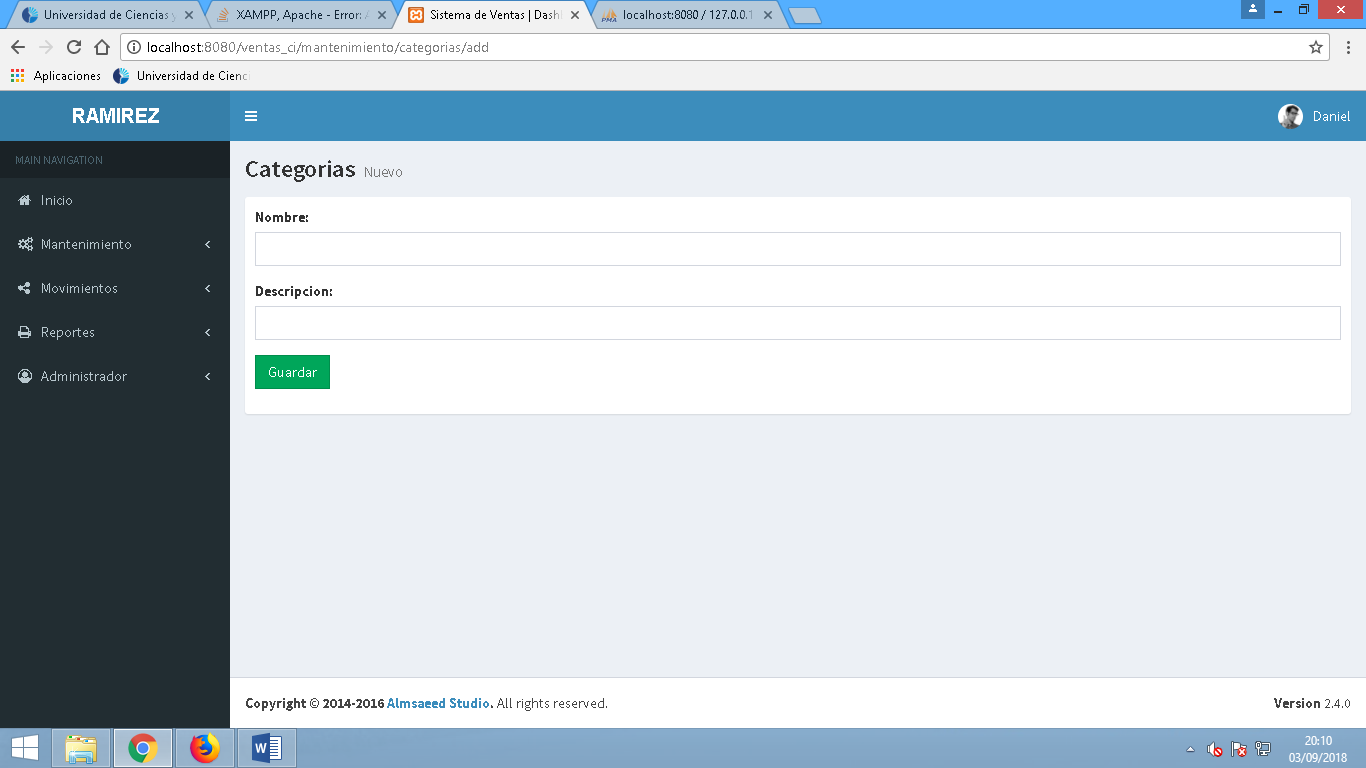 Universidad de Ciencias y
XAMPP, Apache - Error: A
Sistema de Ventas | Dash
localhost:8080 / 127.0.0.1
localhost:8080/ventas_ci/mantenimiento/categorias/add
Aplicaciones
Universidad de Cienc
RAMIREZ
Daniel
MAIN NAVIGATION
Inicio
Mantenimiento
Movimientos
Reportes
Administrador
Categorias Nuevo
Nombre:
Descripcion:
Guardar
Copyright © 2014-2016 Almsaeed Studio. All rights reserved.
Version 2.4.0
20:10
03/09/2018